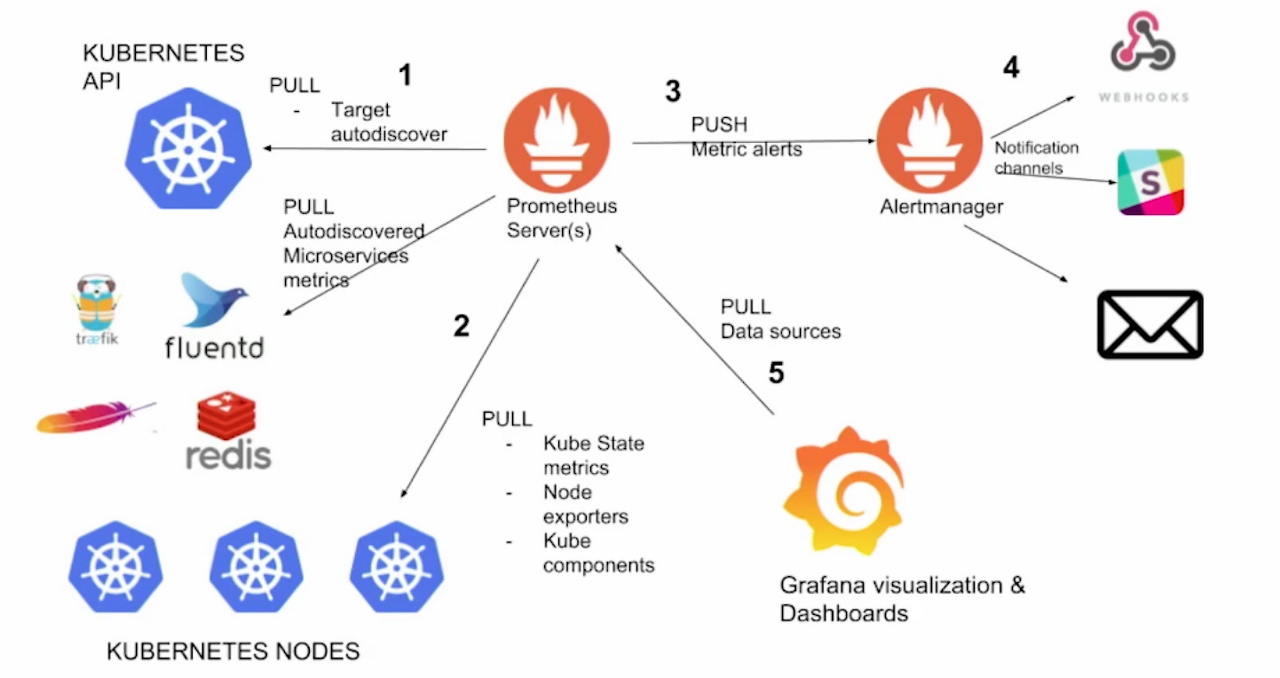 KUBERNETES
API
PULL
- Target
autodiscover
1
PULL
Autodiscovered
Microservices
metrics
træfik
fluentd
redis
KUBERNETES NODES
Prometheus
Server(s)
2
PULL
- Kube State
metrics
- Node
exporters
- Kube
components
3
PUSH
Metric alerts
Alertmanager
4
Notification
channels
WEBHOOKS
S
PULL
Data sources
5
Grafana visualization &
Dashboards